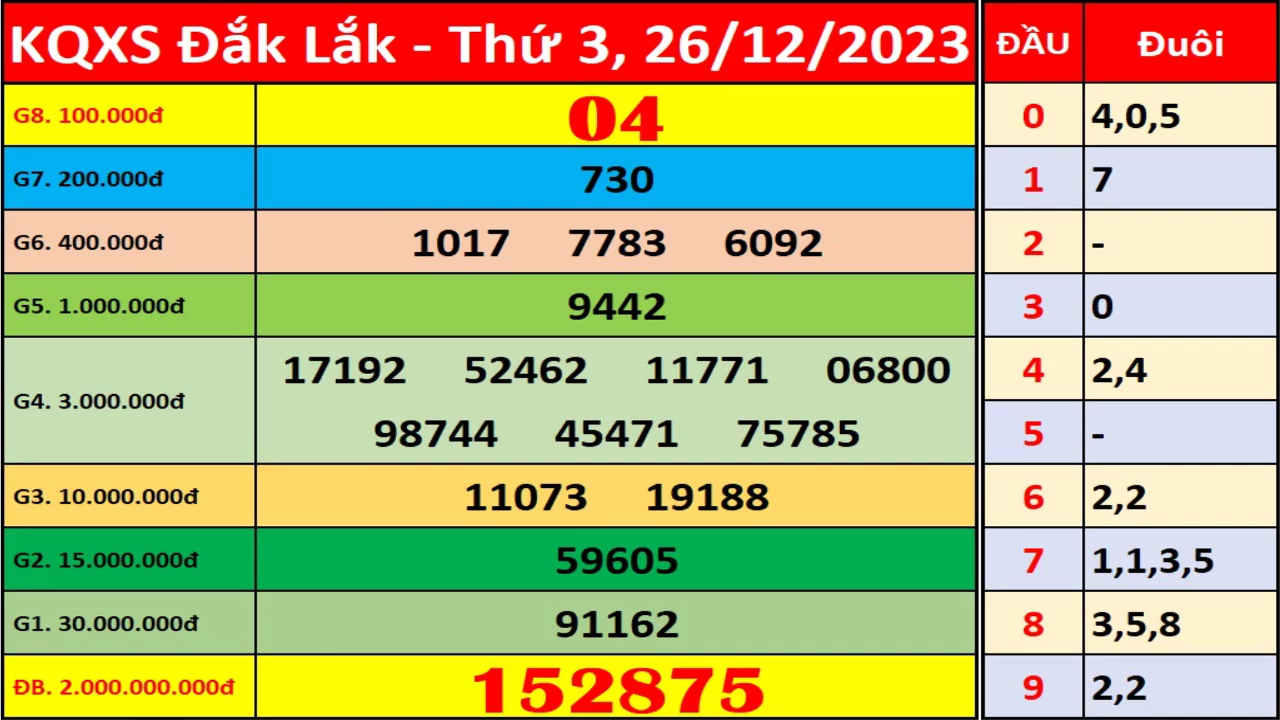 KQXS Đắk Lắk - Thứ 3, 26/12/2023 ĐẦU Đuôi
G8. 100.000đ 04 0 4,0,5
G7. 200.000đ 730 1 7
G6. 400.000đ 1017 7783 6092 2 -
G5. 1.000.000đ 9442 3 0
17192 52462 11771 06800 4 2,4
G4. 3.000.000đ
98744 45471 75785 5 -
G3. 10.000.000đ 11073 19188 6 2,2
G2. 15.000.000đ 59605 7 1,1,3,5
G1. 30.000.000đ 91162 8 3,5,8
ĐB. 2.000.000.000đ 152875 9 2,2